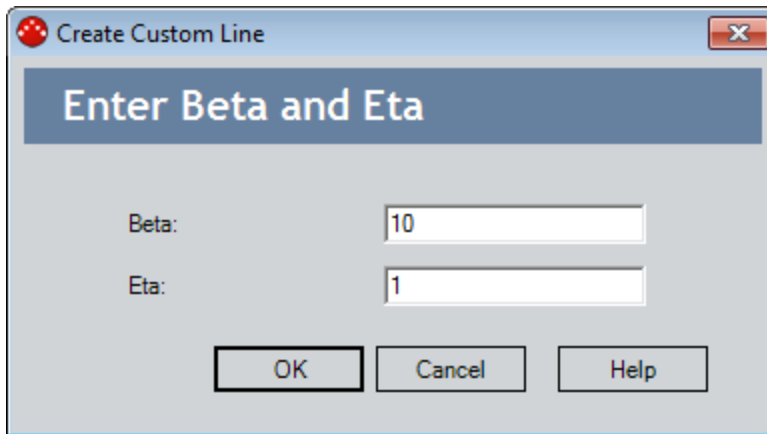 Create Custom Line
Enter Beta and Eta
Beta: 10
Eta: 1
OK Cancel Help